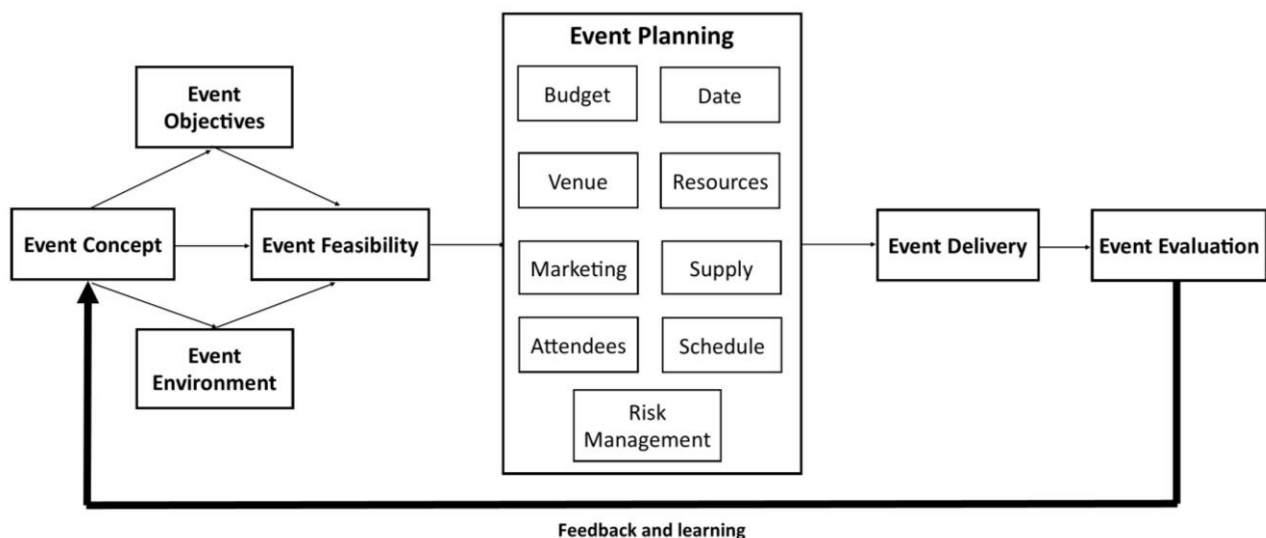 Event Planning
Budget
Date
Event
Objectives
Venue
Resources
Event Concept
Event Feasibility
Marketing
Supply
Event Delivery
Event Evaluation
Event
Environment
Attendees
Schedule
Risk
Management
Feedback and learning